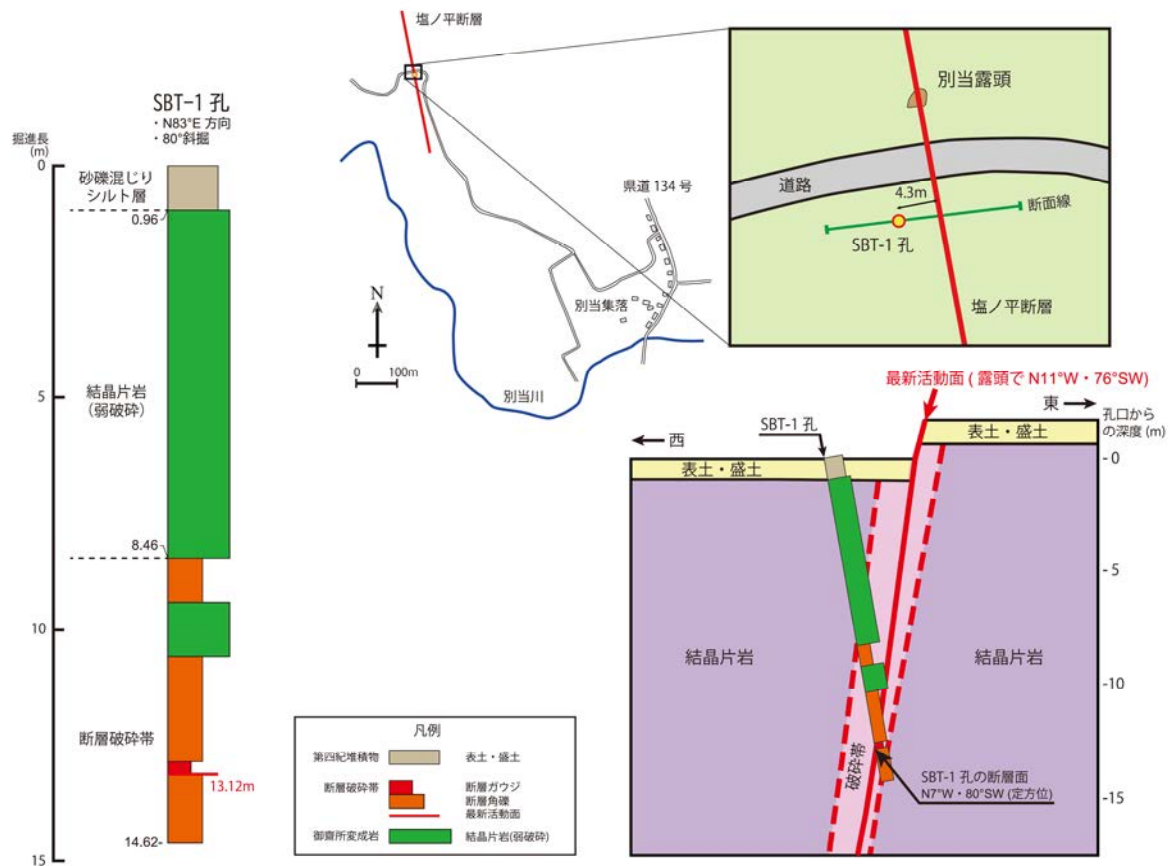 SBT-1 孔
・N83°E 方向
・80°斜掘
掘進長
(m)
0
5
10
15
砂礫混じり
シルト層
0.96
結晶片岩
(弱破砕)
8.46
断層破砕帯
13.12m
14.62
塩ノ平断層
県道 134 号
N
別当集落
0 100m
別当川
別当露頭
道路
4.3m
断面線
SBT-1 孔
塩ノ平断層
最新活動面 ( 露頭で N11°W・76°SW)
東
孔口から
の深度 (m)
SBT-1 孔
西
表土・盛土
表土・盛土
-0
-5
-10
-15
結晶片岩
結晶片岩
破砕帯
SBT-1 孔の断層面
N7°W・80°SW (定方位)
凡例
第四紀堆積物 表土・盛土
断層破砕帯 断層ガウジ
断層角礫
最新活動面
御齋所変成岩 結晶片岩(弱破砕)